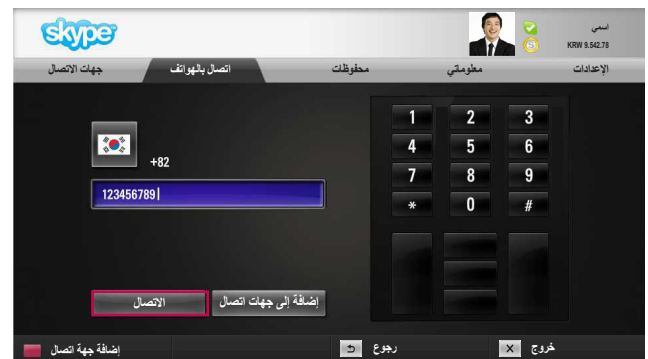 skype
اسمي
KRW 9.542.78
جهات الاتصال
اتصال بالهواتف
محفوظات
معلوماتي
الإعدادات
+82
123456789
1 2 3
4 5 6
7 8 9
* 0 #
الاتصال
إضافة إلى جهات اتصال
إضافة جهة اتصال
رجوع
خروج